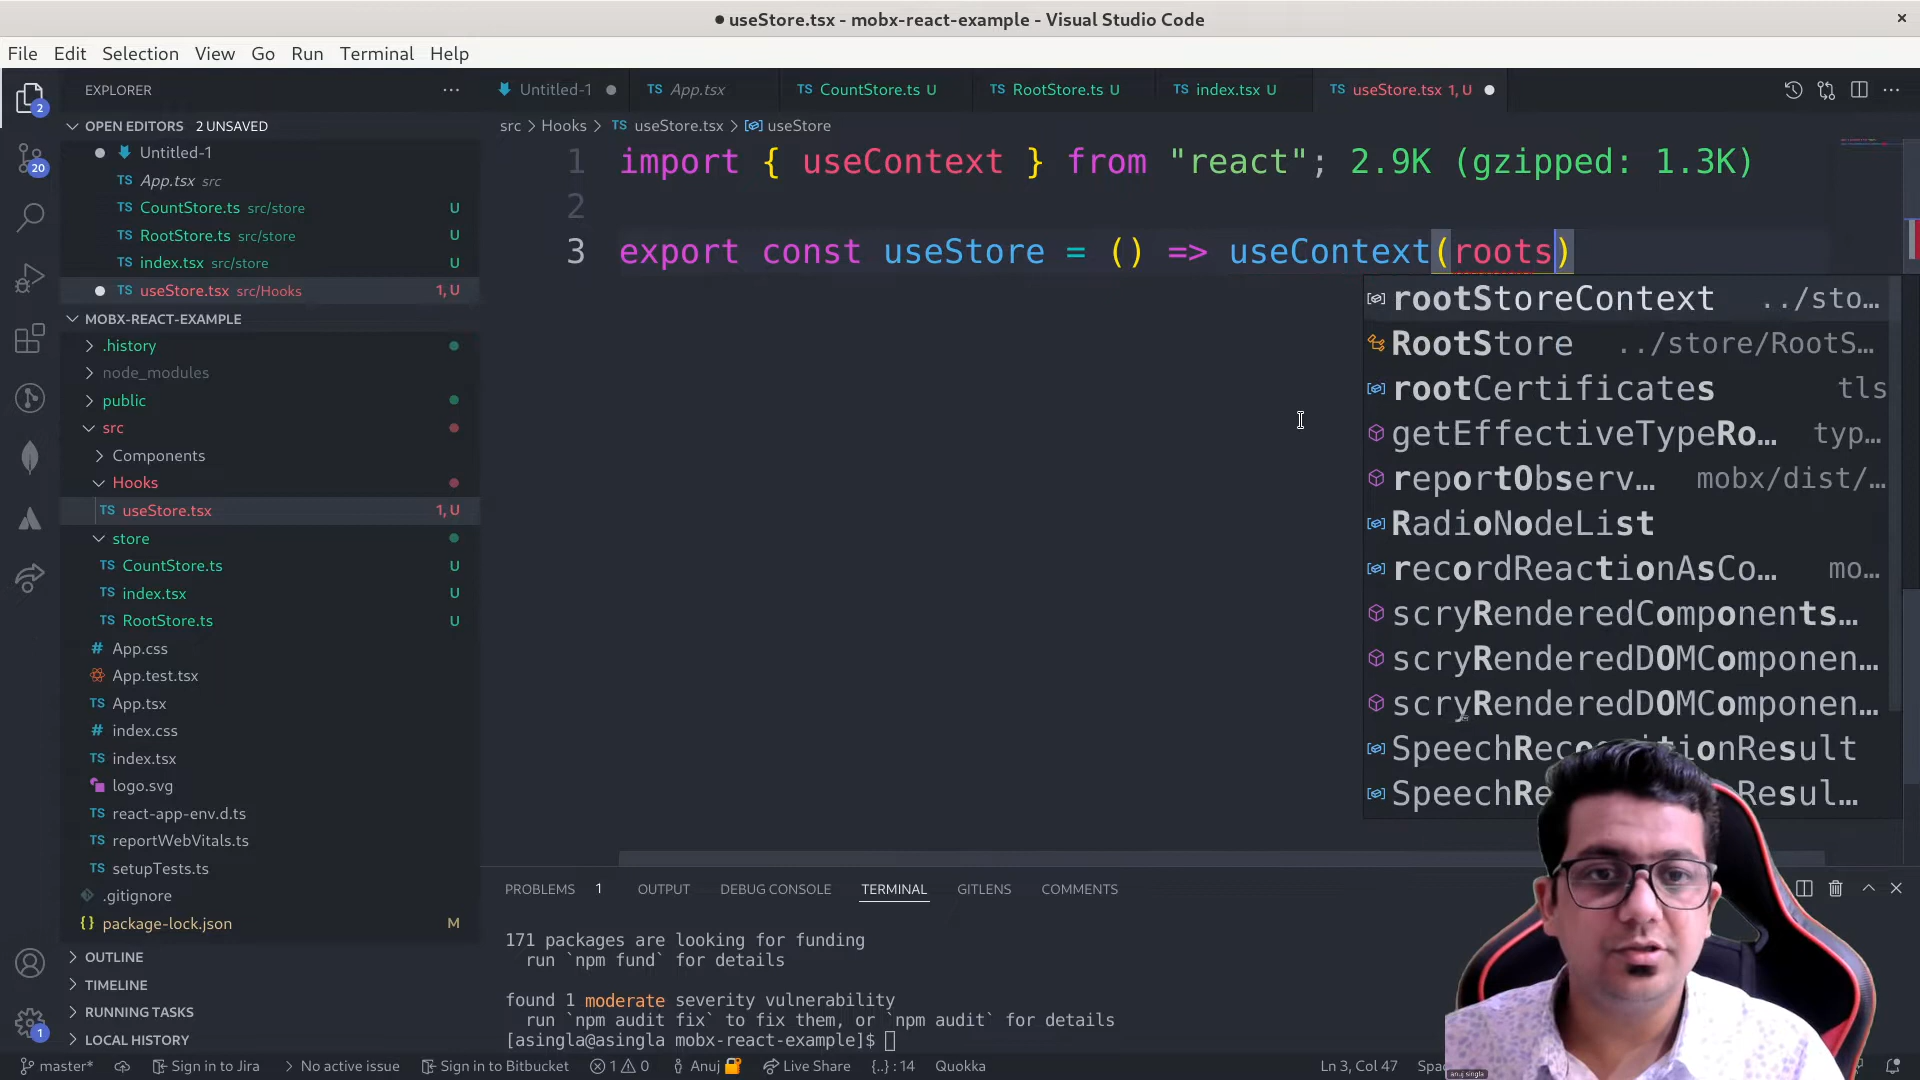 useStore.tsx - mobx-react-example - Visual Studio Code
File Edit Selection View Go Run Terminal Help
EXPLORER
OPEN EDITORS 2 UNSAVED
Untitled-1
App.tsx src
CountStore.ts src/store U
RootStore.ts src/store U
index.tsx src/store U
useStore.tsx src/Hooks 1, U
MOBX-REACT-EXAMPLE
.history
node_modules
public
src
Components
Hooks
useStore.tsx 1, U
store
CountStore.ts U
index.tsx U
RootStore.ts U
App.css
App.test.tsx
App.tsx
index.css
index.tsx
logo.svg
react-app-env.d.ts
reportWebVitals.ts
setupTests.ts
.gitignore
package-lock.json M
OUTLINE
TIMELINE
RUNNING TASKS
LOCAL HISTORY
2
20
1
Untitled-1 App.tsx CountStore.ts U RootStore.ts U index.tsx U useStore.tsx 1, U
src > Hooks > TS useStore.tsx > useStore
1 import { useContext } from "react"; 2.9K (gzipped: 1.3K)
2
3 export const useStore = () => useContext(roots)
rootStoreContext ../sto…
RootStore ../store/RootS…
rootCertificates tls
getEffectiveTypeRo… typ…
reportObserv… mobx/dist/…
RadioNodeList
recordReactionAsCo… mo…
scryRenderedComponents…
scryRenderedDOMComponen…
scryRenderedDOMComponen…
SpeechRecognitionResult
PROBLEMS 1 OUTPUT DEBUG CONSOLE TERMINAL GITLENS COMMENTS
171 packages are looking for funding
run `npm fund` for details
found 1 moderate severity vulnerability
run `npm audit fix` to fix them, or `npm audit` for details
[asingla@asingla mobx-react-example]$
master* Sign in to Jira No active issue Sign in to Bitbucket 1 0 Anuj Live Share {..} : 14 Quokka Ln 3, Col 47
anuj singla